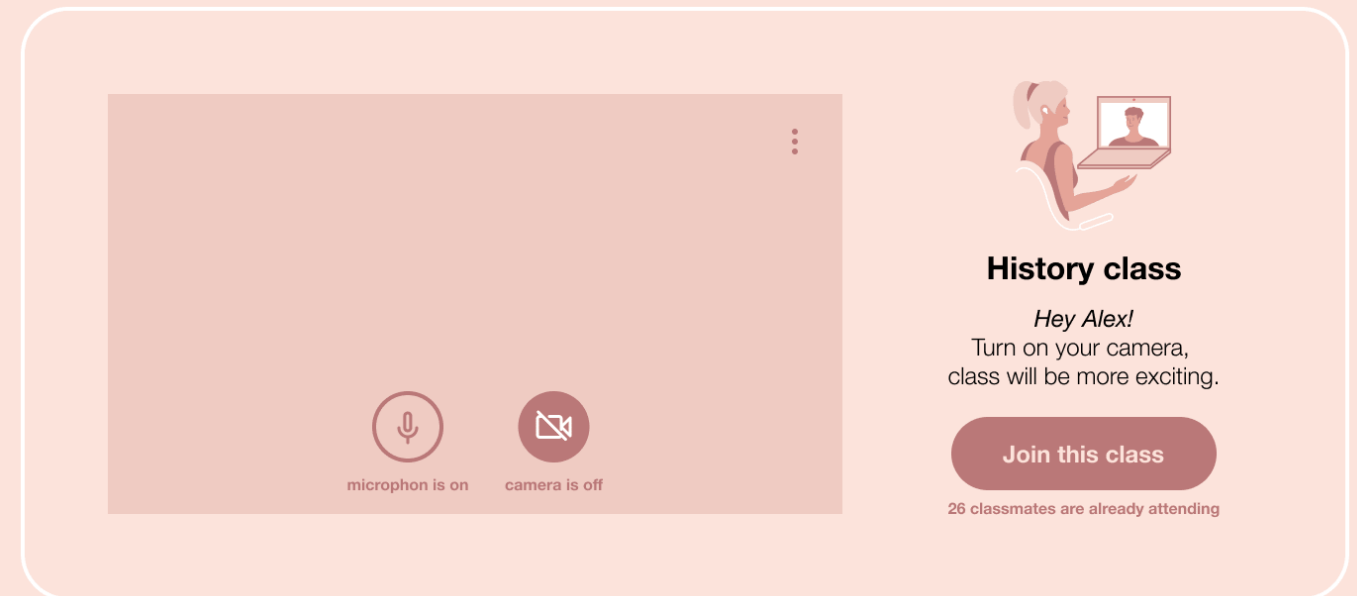 History class
Hey Alex!
Turn on your camera,
class will be more exciting.
Join this class
26 classmates are already attending
microphon is on
camera is off